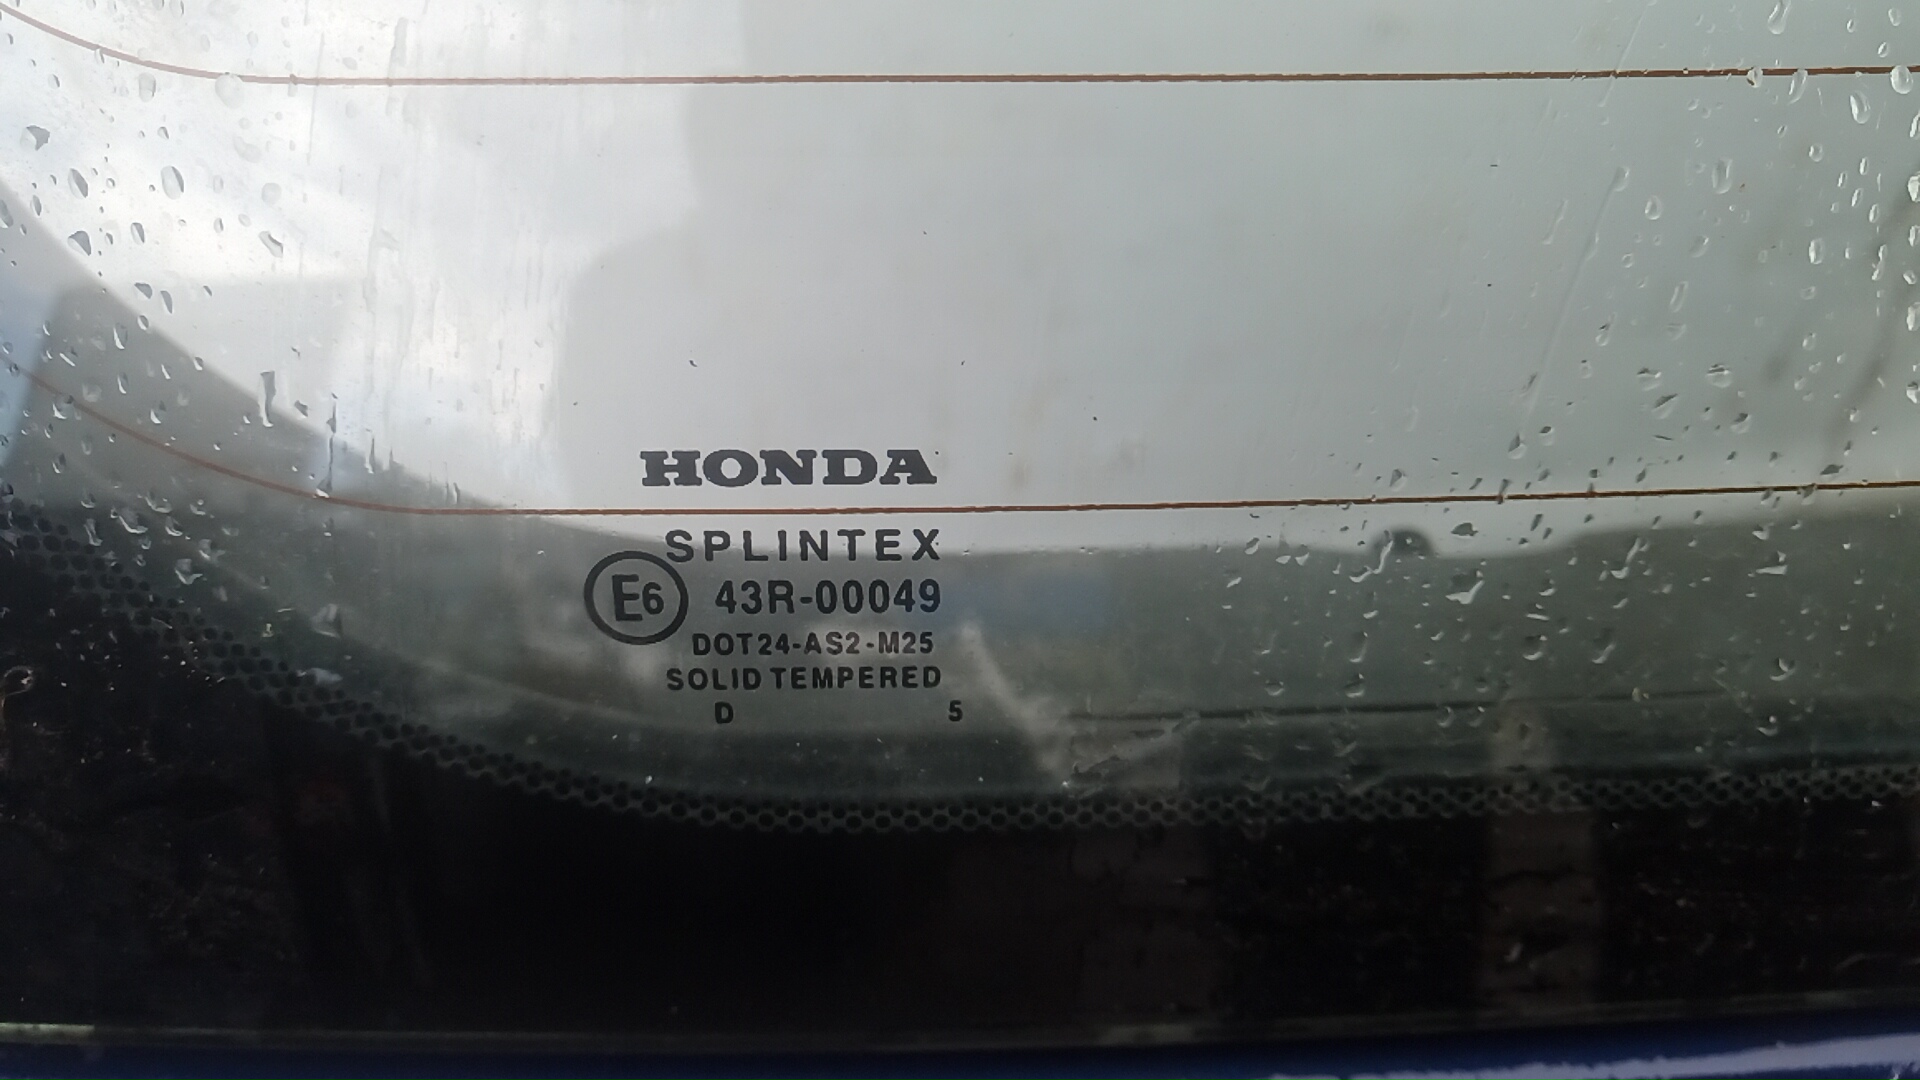 HONDA
SPLINTEX
E6 43R-00049
DOT24-AS2-M25
SOLID TEMPERED
D 5